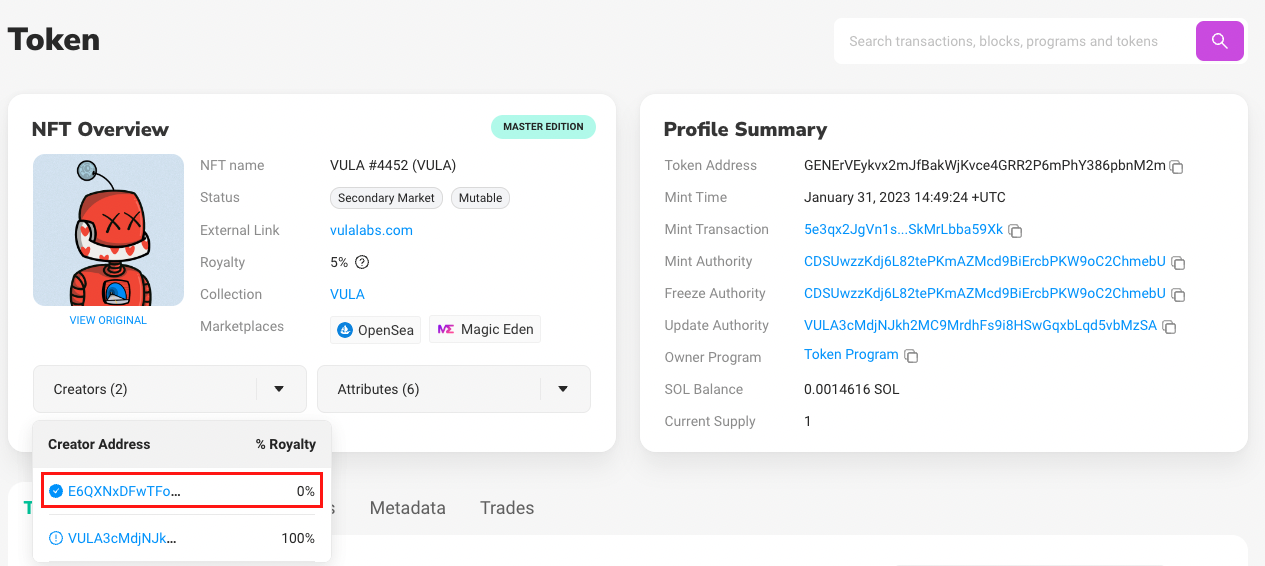 Token
Search transactions, blocks, programs and tokens
NFT Overview
MASTER EDITION
VIEW ORIGINAL
NFT name VULA #4452 (VULA)
Status Secondary Market Mutable
External Link vulalabs.com
Royalty 5%
Collection VULA
Marketplaces OpenSea Magic Eden
Creators (2)
Attributes (6)
Creator Address % Royalty
E6QXNxDFwTFo... 0%
VULA3cMdjNJk... 100%
Profile Summary
Token Address GENErVEykvx2mJfBakWjKvce4GRR2P6mPhY386pbnM2m
Mint Time January 31, 2023 14:49:24 +UTC
Mint Transaction 5e3qx2JgVn1s...SkMrLbba59Xk
Mint Authority CDSUwzzKdj6L82tePKmAZMcd9BiErcbPKW9oC2ChmebU
Freeze Authority CDSUwzzKdj6L82tePKmAZMcd9BiErcbPKW9oC2ChmebU
Update Authority VULA3cMdjNJkh2MC9MrdhFs9i8HSwGqxbLqd5vbMzSA
Owner Program Token Program
SOL Balance 0.0014616 SOL
Current Supply 1
Metadata Trades